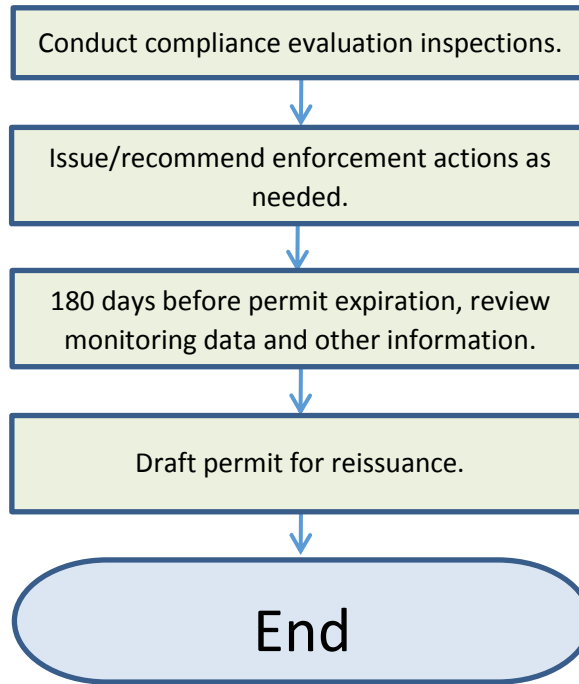 Conduct compliance evaluation inspections.
Issue/recommend enforcement actions as
needed.
180 days before permit expiration, review
monitoring data and other information.
Draft permit for reissuance.
End